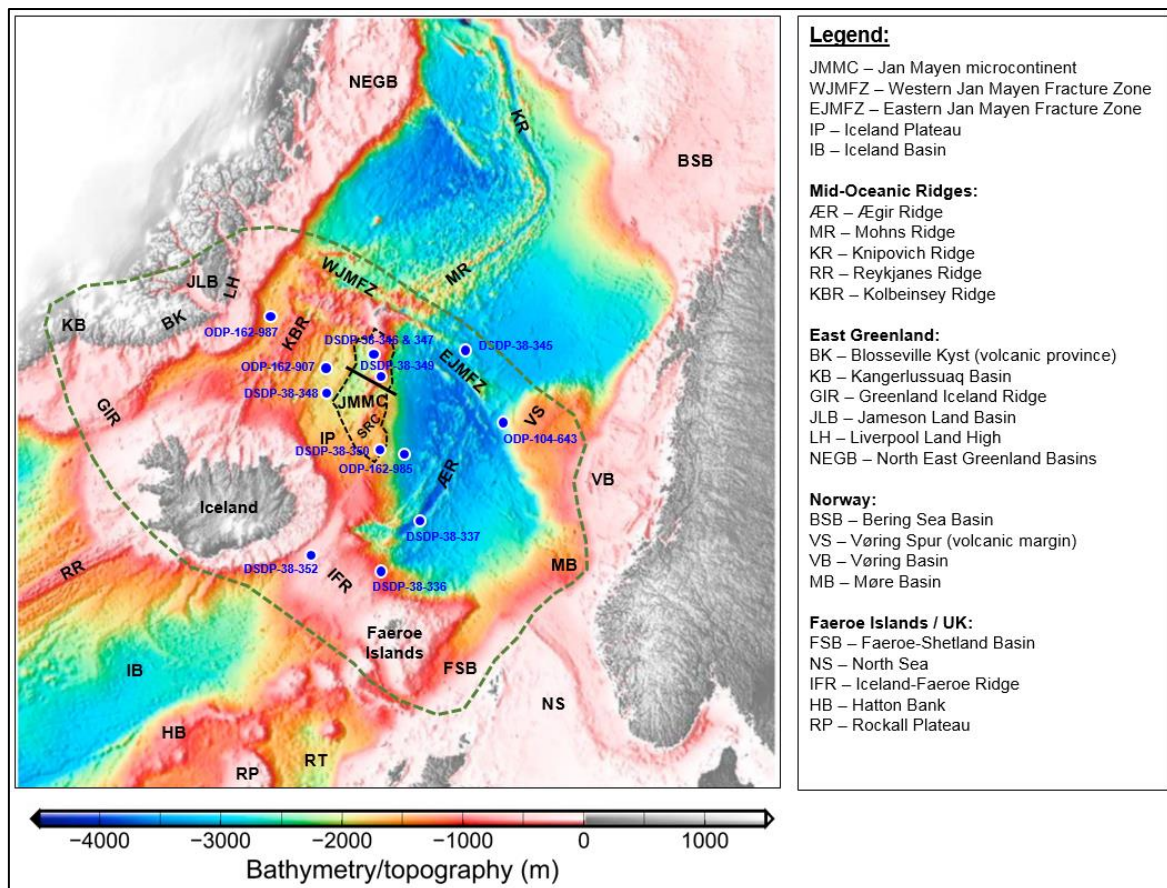 NEGB
KR
BSB
WJMFZ
MR
JLB
LH
KB
BK
ODP-162-987
KBR
DSDP-38-346 & 347
DSDP-38-345
EJMFZ
ODP-162-907
DSDP-38-349
DSDP-38-348
JMMC
GIR
SRC
VS
IP
ODP-104-643
DSDP-38-350
ODP-162-985
ÆR
VB
Iceland
DSDP-38-337
RR
DSDP-38-352
IFR
DSDP-38-336
MB
Faeroe
Islands
IB
FSB
NS
HB
RP
RT
−4000 −3000 −2000 −1000 0 1000
Bathymetry/topography (m)
Legend:
JMMC – Jan Mayen microcontinent
WJMFZ – Western Jan Mayen Fracture Zone
EJMFZ – Eastern Jan Mayen Fracture Zone
IP – Iceland Plateau
IB – Iceland Basin
Mid-Oceanic Ridges:
ÆR – Ægir Ridge
MR – Mohns Ridge
KR – Knipovich Ridge
RR – Reykjanes Ridge
KBR – Kolbeinsey Ridge
East Greenland:
BK – Blosseville Kyst (volcanic province)
KB – Kangerlussuaq Basin
GIR – Greenland Iceland Ridge
JLB – Jameson Land Basin
LH – Liverpool Land High
NEGB – North East Greenland Basins
Norway:
BSB – Bering Sea Basin
VS – Vøring Spur (volcanic margin)
VB – Vøring Basin
MB – Møre Basin
Faeroe Islands / UK:
FSB – Faeroe-Shetland Basin
NS – North Sea
IFR – Iceland-Faeroe Ridge
HB – Hatton Bank
RP – Rockall Plateau